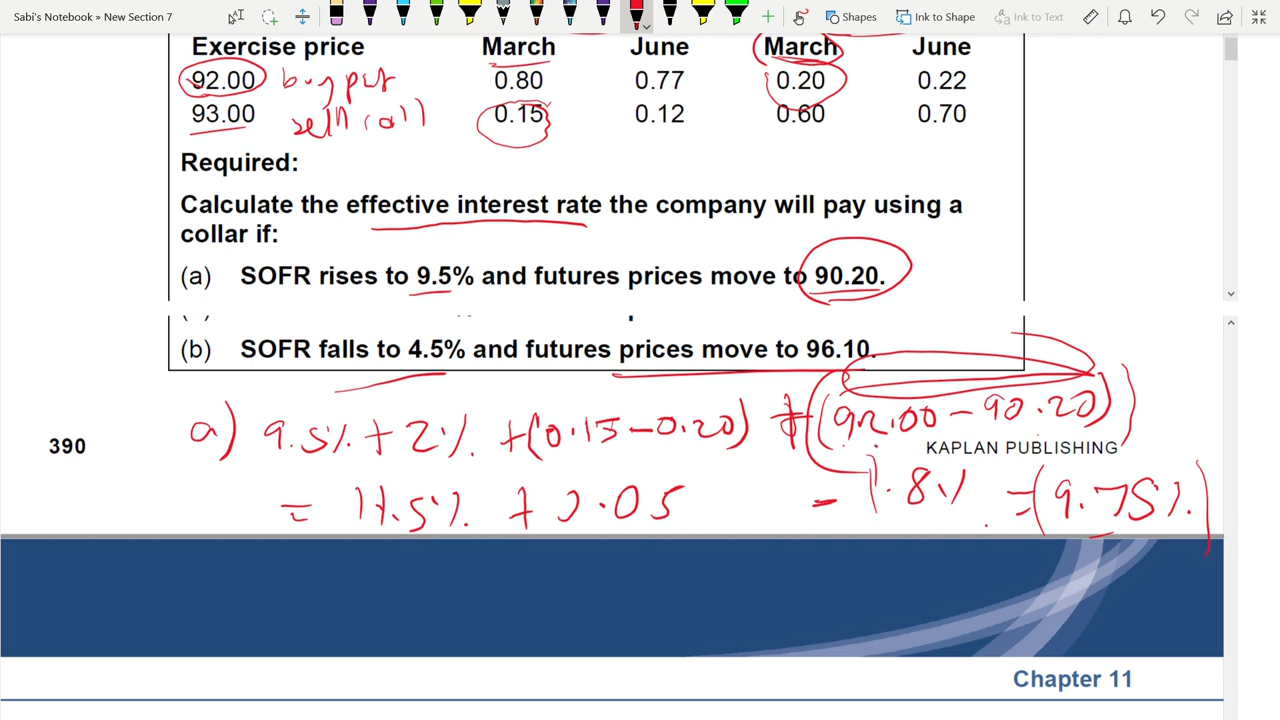 Sabi's Notebook » New Section 7
Shapes
Ink to Shape
Ink to Text
Exercise price March June March June
92.00 buy put 0.80 0.77 0.20 0.22
93.00 sell call 0.15 0.12 0.60 0.70
Required:
Calculate the effective interest rate the company will pay using a
collar if:
(a) SOFR rises to 9.5% and futures prices move to 90.20.
(b) SOFR falls to 4.5% and futures prices move to 96.10.
a) 9.5% + 2% + (0.15 - 0.20) + (92.00 - 90.20)
390
KAPLAN PUBLISHING
= 11.5% + 0.05 - 1.8% = (9.75%)
Chapter 11